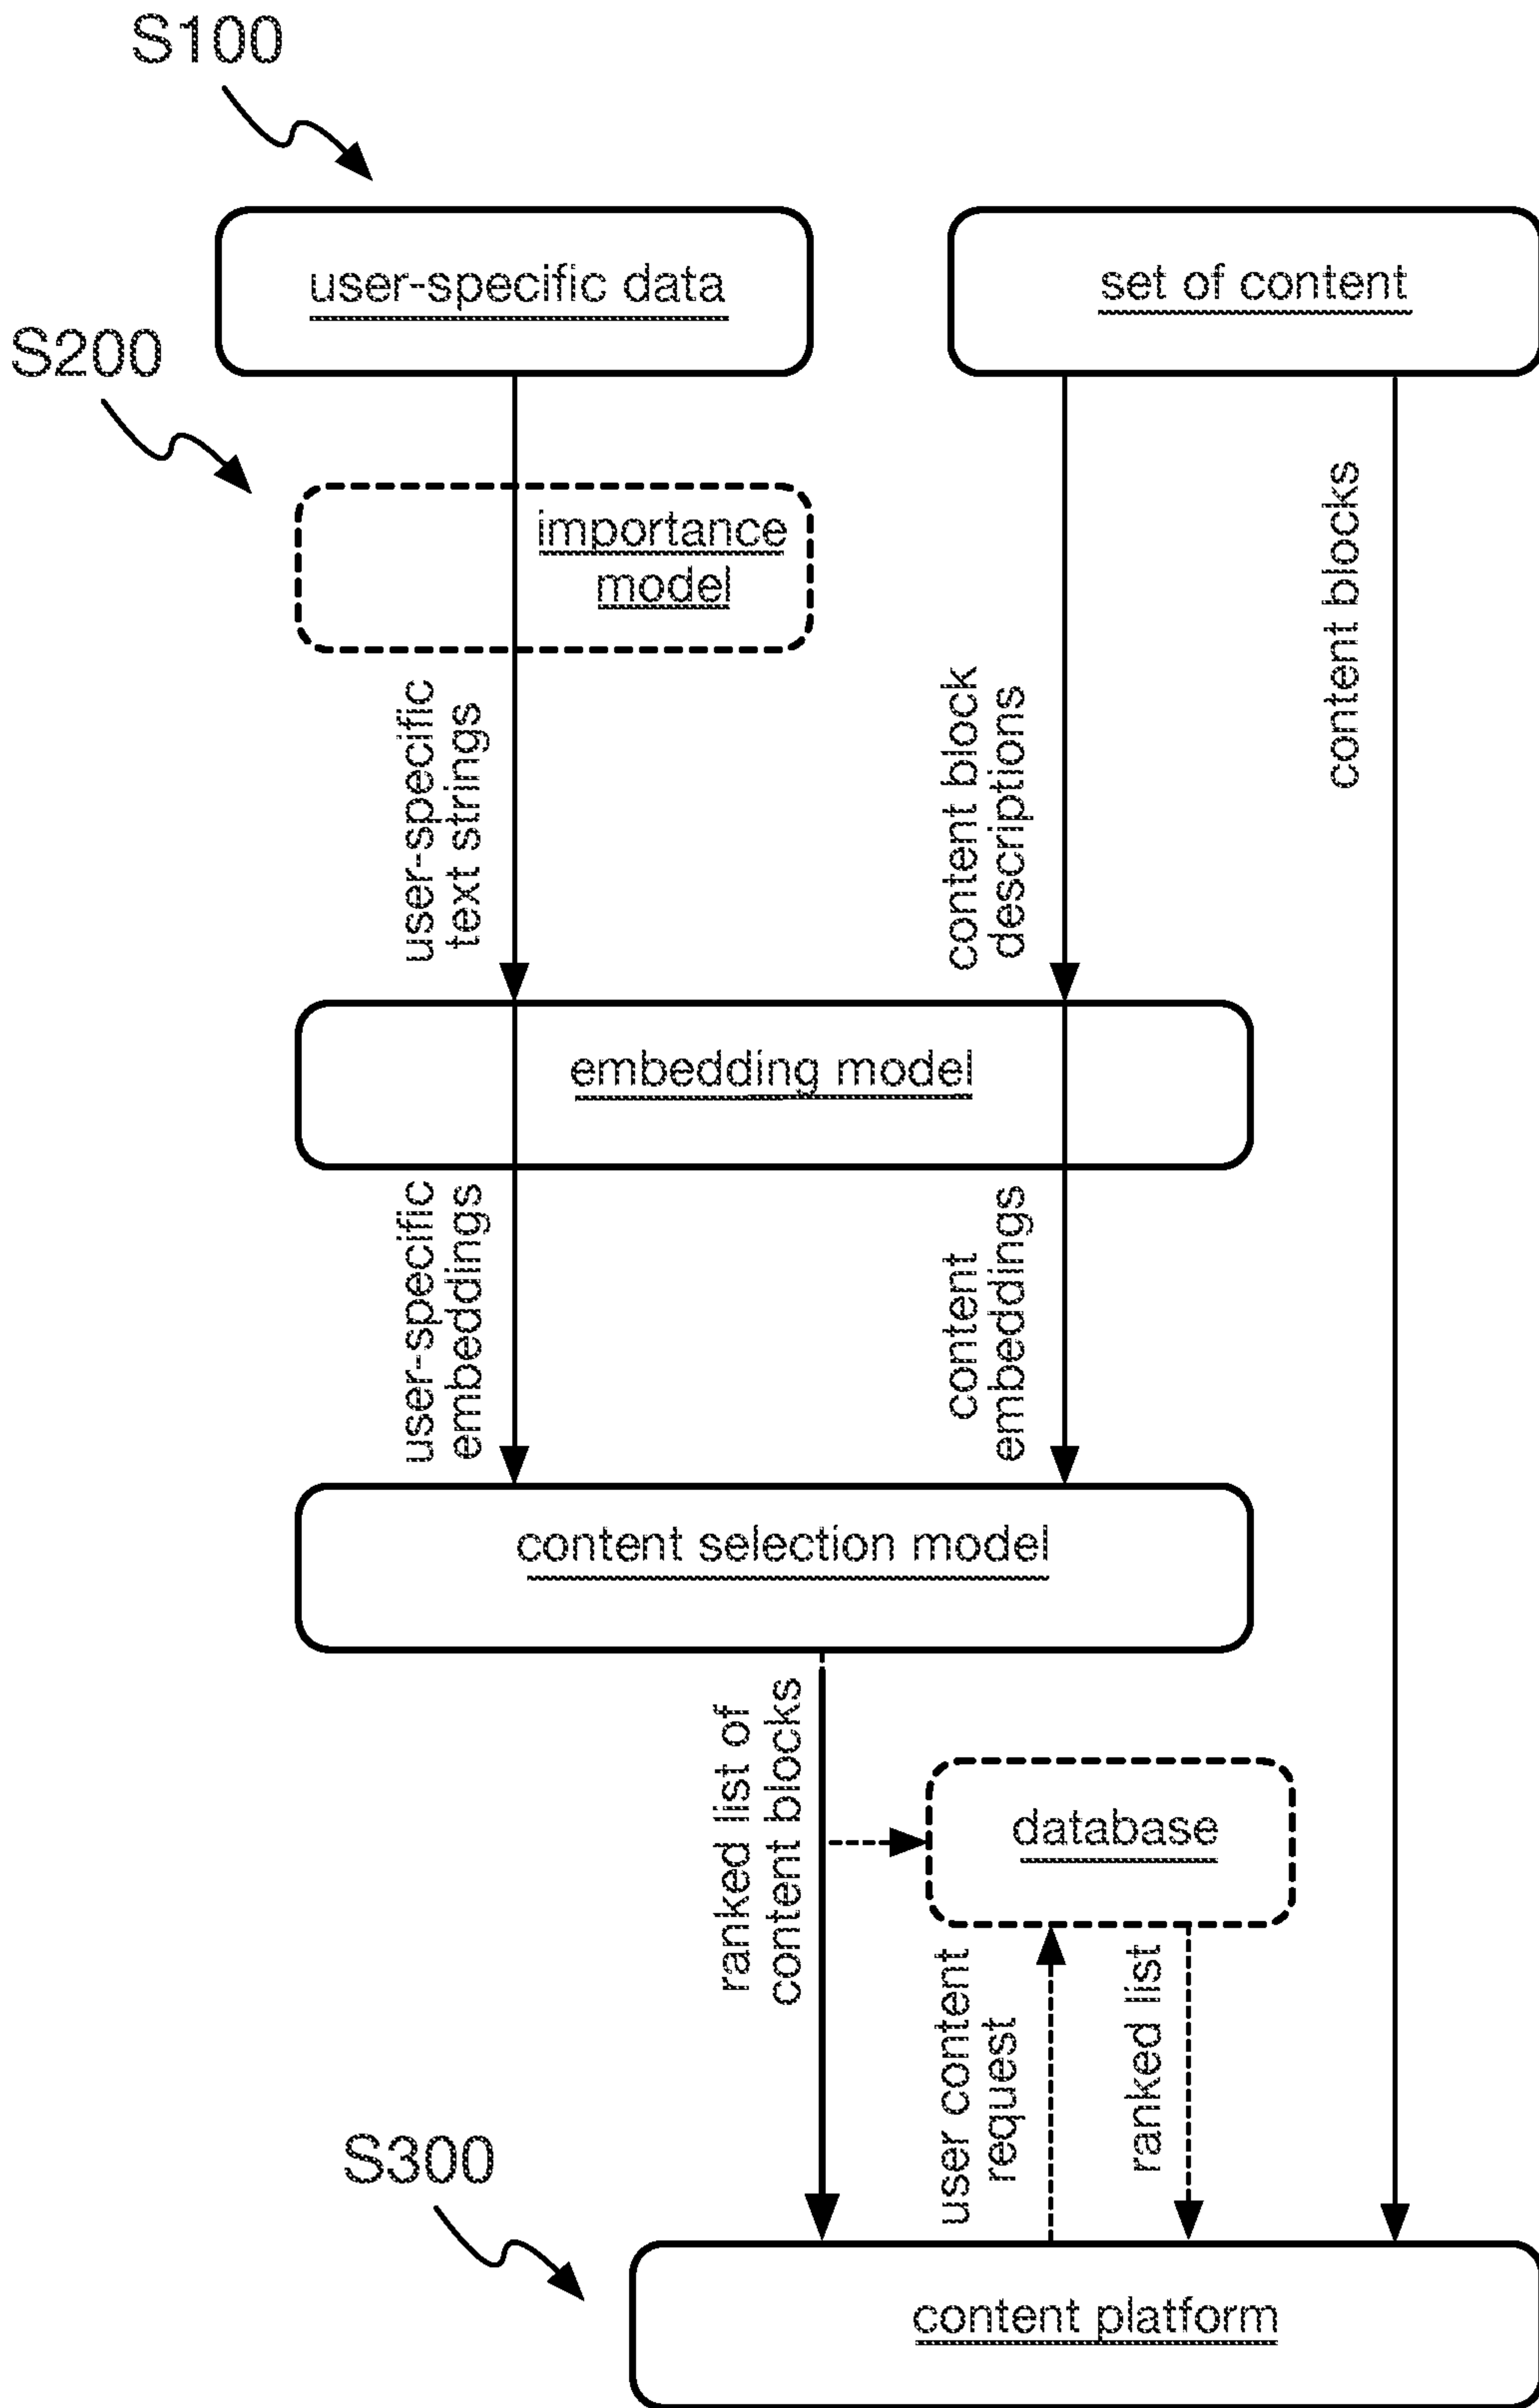 S100
user-specific data
set of content
S200
importance
model
content blocks
user-specific
text strings
content block
descriptions
embedding model
user-specific
embeddings
content
embeddings
content selection model
ranked list of
content blocks
database
user content
request
ranked list
S300
content platform